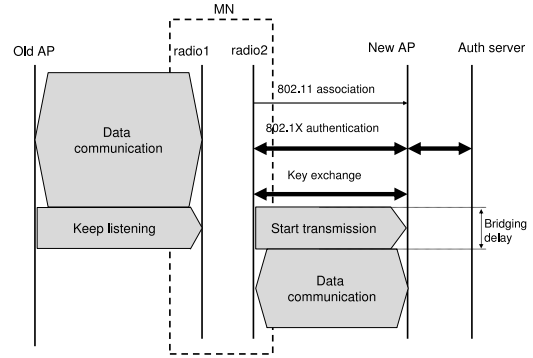 MN
Old AP
radio1
radio2
New AP
Auth server
802.11 association
Data
communication
802.1X authentication
Key exchange
Keep listening
Start transmission
Bridging
delay
Data
communication